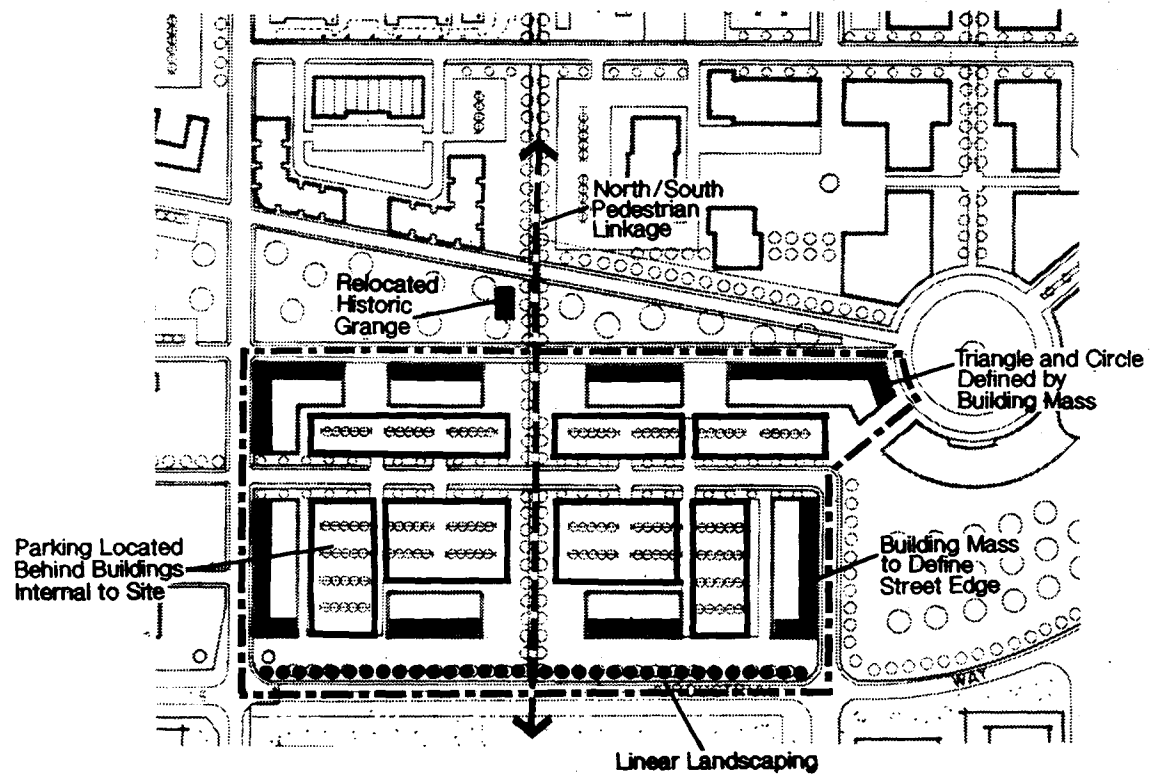 North/South
Pedestrian
Linkage
Relocated
Historic
Grange
Triangle and Circle
Defined by
Building Mass
Parking Located
Behind Buildings
Internal to Site
Building Mass
to Define
Street Edge
WAY
Linear Landscaping